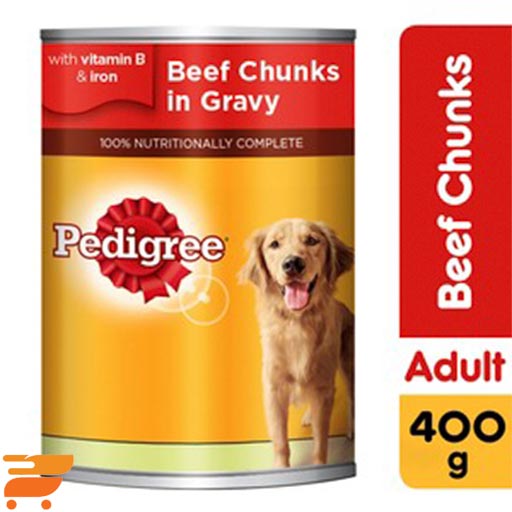 with vitamin B
& iron
Beef Chunks
in Gravy
100% NUTRITIONALLY COMPLETE
Pedigree
Beef Chunks
Adult
400
g